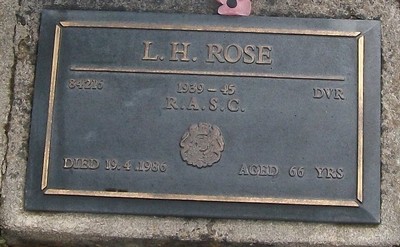 L. H. ROSE
84216 1939 – 45 DVR
R.A.S.C.
DIED 19.4.1986 AGED 66 YRS